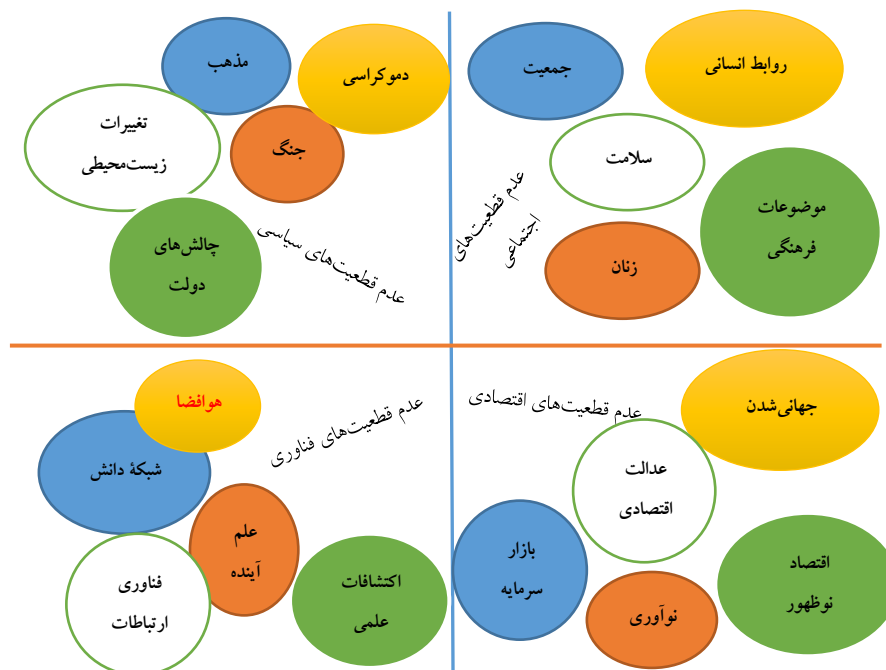 روابط انسانی
جمعیت
سلامت
موضوعات
فرهنگی
زنان
عدم قطعیت‌های
اجتماعی
دموکراسی
مذهب
جنگ
تغییرات
زیست‌محیطی
چالش‌های
دولت
عدم قطعیت‌های سیاسی
جهانی‌شدن
عدم قطعیت‌های اقتصادی
عدالت
اقتصادی
بازار
سرمایه
اقتصاد
نوظهور
نوآوری
هوافضا
عدم قطعیت‌های فناوری
شبکۀ دانش
علم
آینده
فناوری
ارتباطات
اکتشافات
علمی